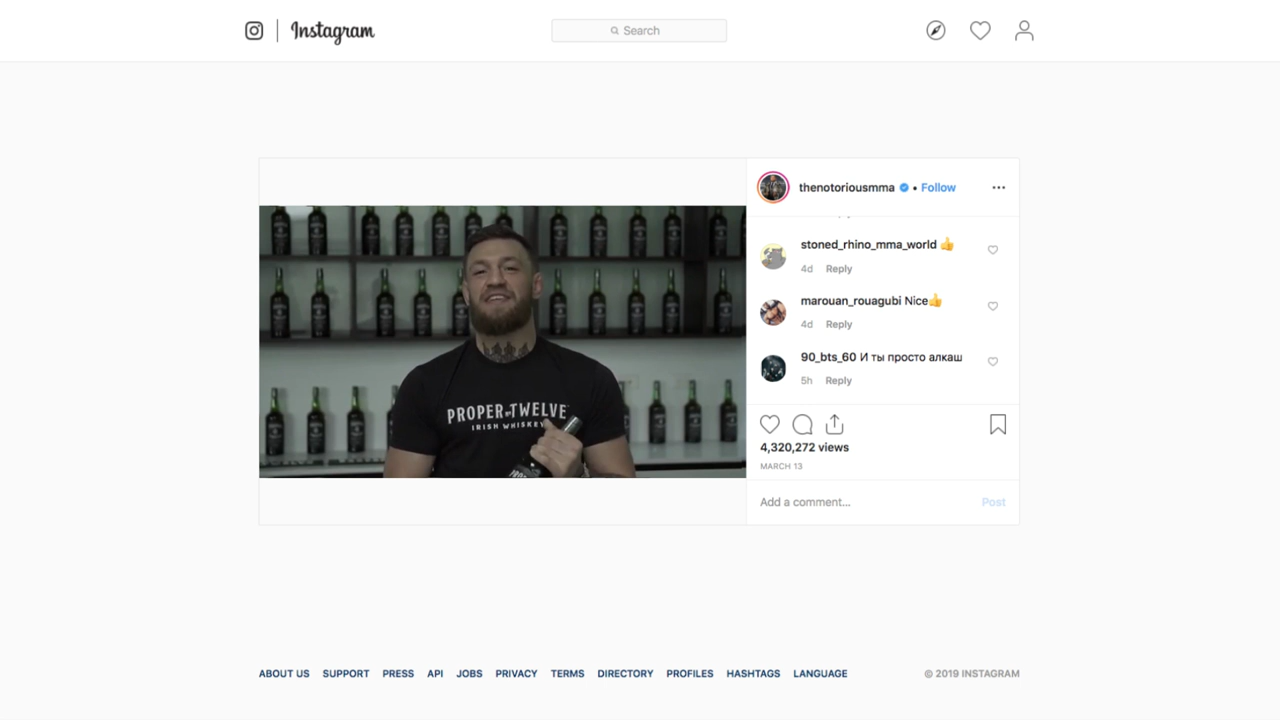 Instagram
Search
thenotoriousmma • Follow
stoned_rhino_mma_world 👍
4d Reply
marouan_rouagubi Nice👍
4d Reply
90_bts_60 И ты просто алкаш
5h Reply
PROPER TWELVE
IRISH WHISKEY
4,320,272 views
MARCH 13
Add a comment...
Post
ABOUT US SUPPORT PRESS API JOBS PRIVACY TERMS DIRECTORY PROFILES HASHTAGS LANGUAGE
© 2019 INSTAGRAM